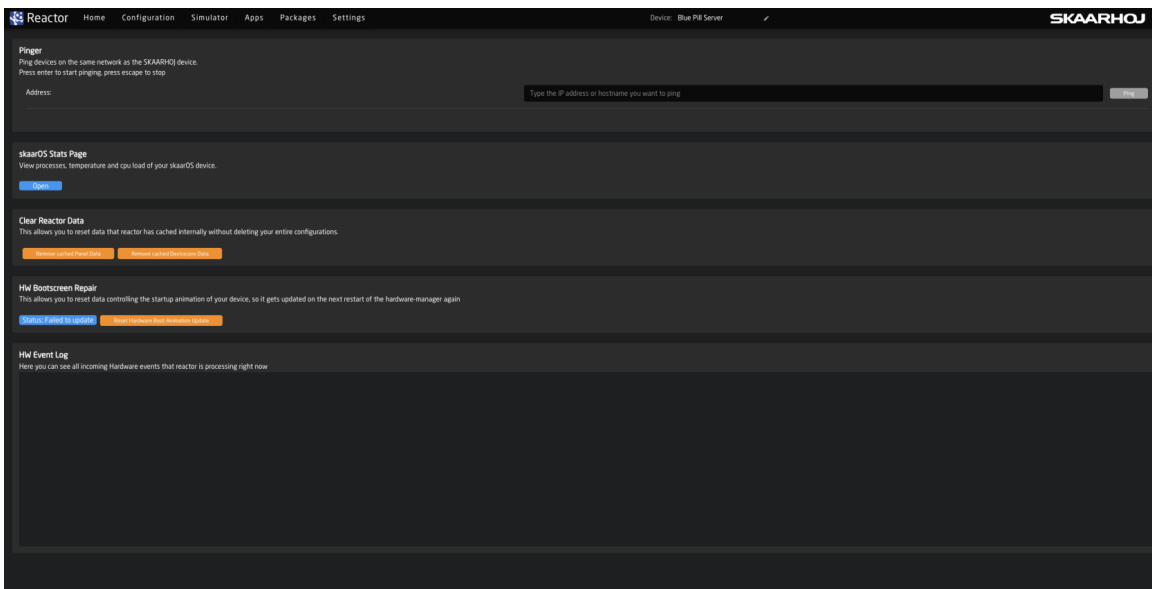 Reactor Home Configuration Simulator Apps Packages Settings Device: Blue Pill Server SKAARHOJ
Pinger
Ping devices on the same network as the SKAARHOJ device.
Press enter to start pinging, press escape to stop
Address: Type the IP address or hostname you want to ping Ping
skaarOS Stats Page
View processes, temperature and cpu load of your skaarOS device.
Open
Clear Reactor Data
This allows you to reset data that reactor has cached internally without deleting your entire configurations.
Remove cached Panel Data Remove cached Devicecore Data
HW Bootscreen Repair
This allows you to reset data controlling the startup animation of your device, so it gets updated on the next restart of the hardware-manager again
Status: Failed to update Reset Hardware Boot Animation Update
HW Event Log
Here you can see all incoming Hardware events that reactor is processing right now